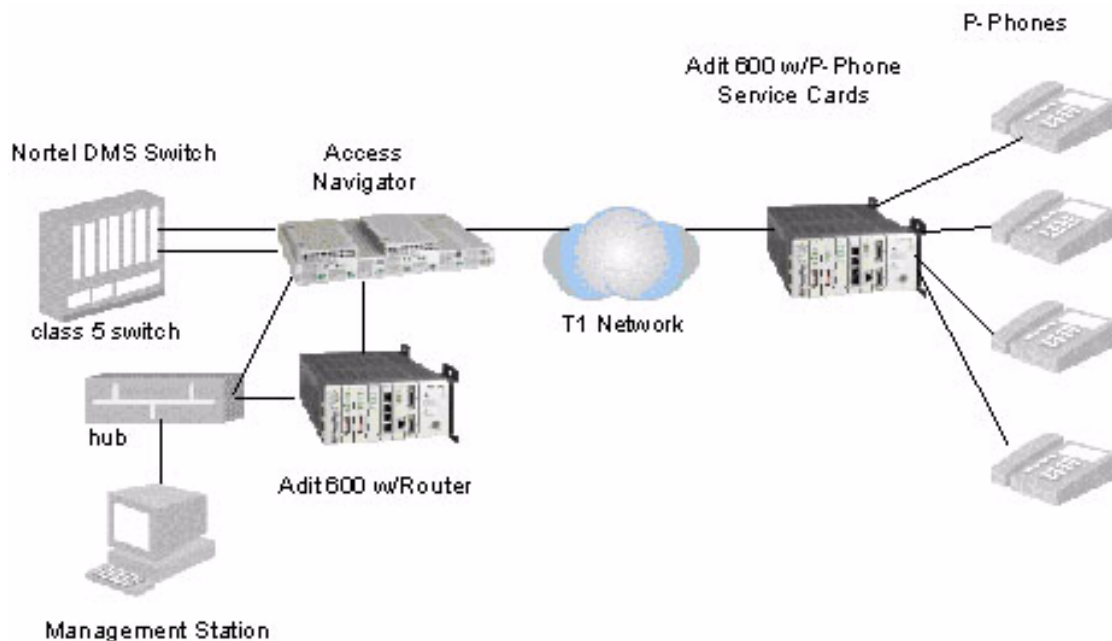 P-Phones
Adit 600 w/P-Phone
Service Cards
Nortel DMS Switch
Access
Navigator
class 5 switch
T1 Network
hub
Adit 600 w/Router
Management Station